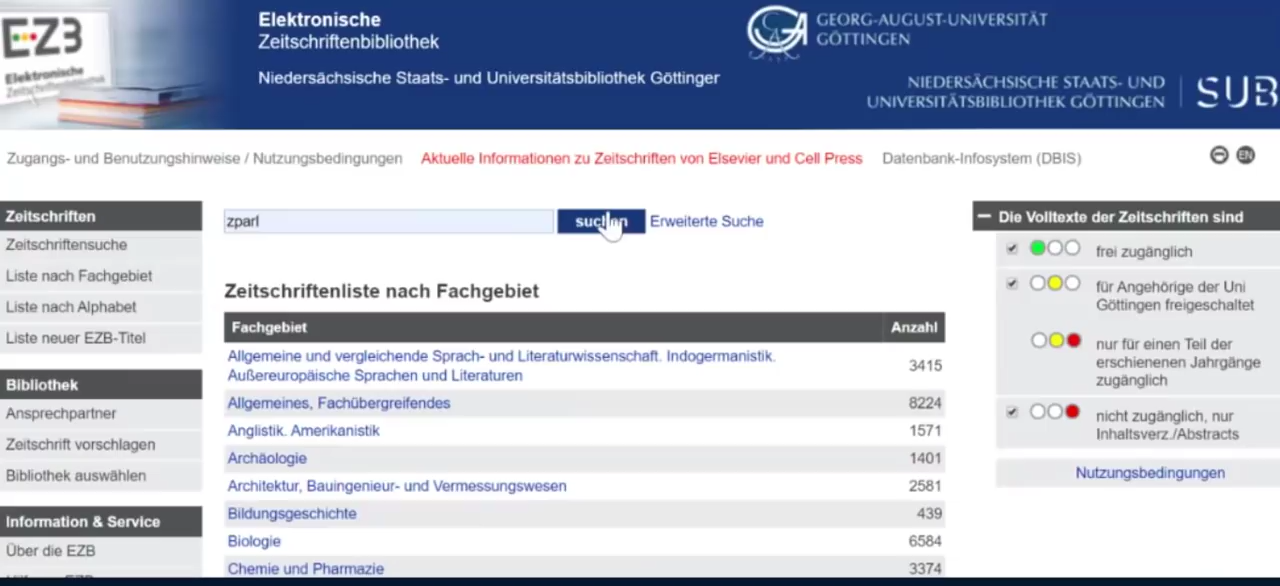 EZ3
Elektronische
Zeitschriftenbibliothek
Elektronische
Zeitschriftenbibliothek
Niedersächsische Staats- und Universitätsbibliothek Göttinger
GEORG-AUGUST-UNIVERSITÄT
GÖTTINGEN
NIEDERSÄCHSISCHE STAATS- UND
UNIVERSITÄTSBIBLIOTHEK GÖTTINGEN
SUB
Zugangs- und Benutzungshinweise / Nutzungsbedingungen
Aktuelle Informationen zu Zeitschriften von Elsevier und Cell Press
Datenbank-Infosystem (DBIS)
EN
Zeitschriften
Zeitschriftensuche
Liste nach Fachgebiet
Liste nach Alphabet
Liste neuer EZB-Titel
Bibliothek
Ansprechpartner
Zeitschrift vorschlagen
Bibliothek auswählen
Information & Service
Über die EZB
zparl
suchen
Erweiterte Suche
Zeitschriftenliste nach Fachgebiet
Fachgebiet Anzahl
Allgemeine und vergleichende Sprach- und Literaturwissenschaft. Indogermanistik.
Außereuropäische Sprachen und Literaturen 3415
Allgemeines, Fachübergreifendes 8224
Anglistik. Amerikanistik 1571
Archäologie 1401
Architektur, Bauingenieur- und Vermessungswesen 2581
Bildungsgeschichte 439
Biologie 6584
Chemie und Pharmazie 3374
Die Volltexte der Zeitschriften sind
frei zugänglich
für Angehörige der Uni
Göttingen freigeschaltet
nur für einen Teil der
erschienenen Jahrgänge
zugänglich
nicht zugänglich, nur
Inhaltsverz./Abstracts
Nutzungsbedingungen